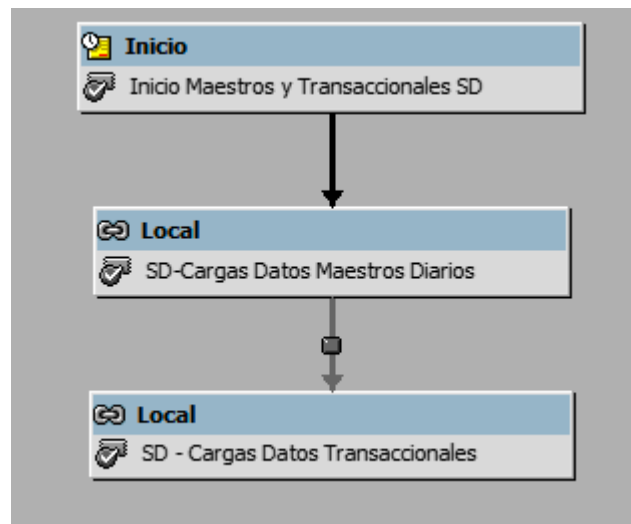 Inicio
Inicio Maestros y Transaccionales SD
Local
SD-Cargas Datos Maestros Diarios
Local
SD - Cargas Datos Transaccionales